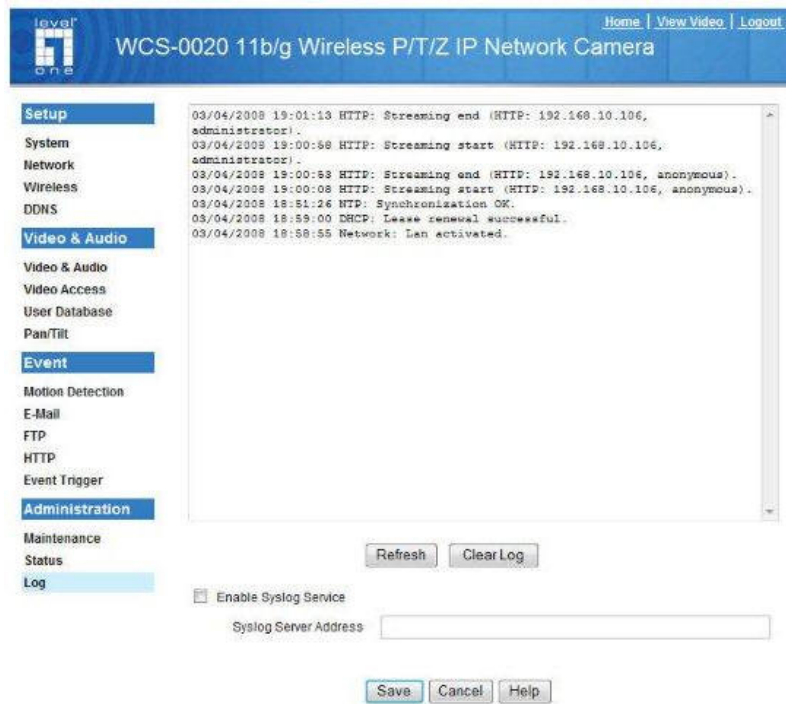 level
one
Home | View Video | Logout
WCS-0020 11b/g Wireless P/T/Z IP Network Camera
Setup
System
Network
Wireless
DDNS
Video & Audio
Video & Audio
Video Access
User Database
Pan/Tilt
Event
Motion Detection
E-Mail
FTP
HTTP
Event Trigger
Administration
Maintenance
Status
Log
03/04/2008 19:01:13 HTTP: Streaming end (HTTP: 192.168.10.106,
administrator).
03/04/2008 19:00:58 HTTP: Streaming start (HTTP: 192.168.10.106,
administrator).
03/04/2008 19:00:53 HTTP: Streaming end (HTTP: 192.168.10.106, anonymous).
03/04/2008 19:00:08 HTTP: Streaming start (HTTP: 192.168.10.106, anonymous).
03/04/2008 18:51:26 NTP: Synchronization OK.
03/04/2008 18:59:00 DHCP: Lease renewal successful.
03/04/2008 18:58:55 Network: Lan activated.
Refresh
Clear Log
Enable Syslog Service
Syslog Server Address
Save
Cancel
Help